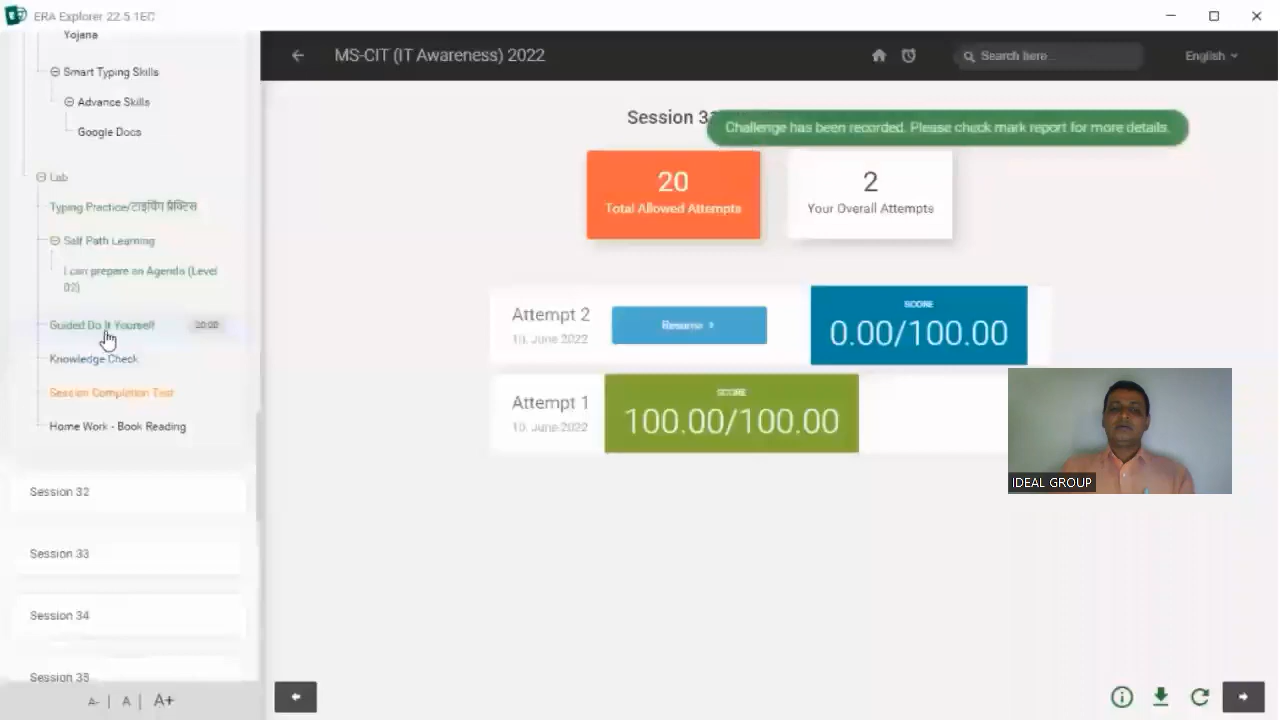 ERA Explorer 22.5.1EC
Yojana
Smart Typing Skills
Advance Skills
Google Docs
Lab
Typing Practice/टाइपिंग प्रॅक्टिस
Self Path Learning
I can prepare an Agenda (Level
02)
Guided Do It Yourself
Knowledge Check
Session Completion Test
Home Work - Book Reading
Session 32
Session 33
Session 34
Session 35
A- | A | A+
MS-CIT (IT Awareness) 2022
Search here
English
Session 31
Challenge has been recorded. Please check mark report for more details.
20
Total Allowed Attempts
2
Your Overall Attempts
Attempt 2
10, June 2022
Resume
SCORE
0.00/100.00
Attempt 1
10, June 2022
SCORE
100.00/100.00
IDEAL GROUP